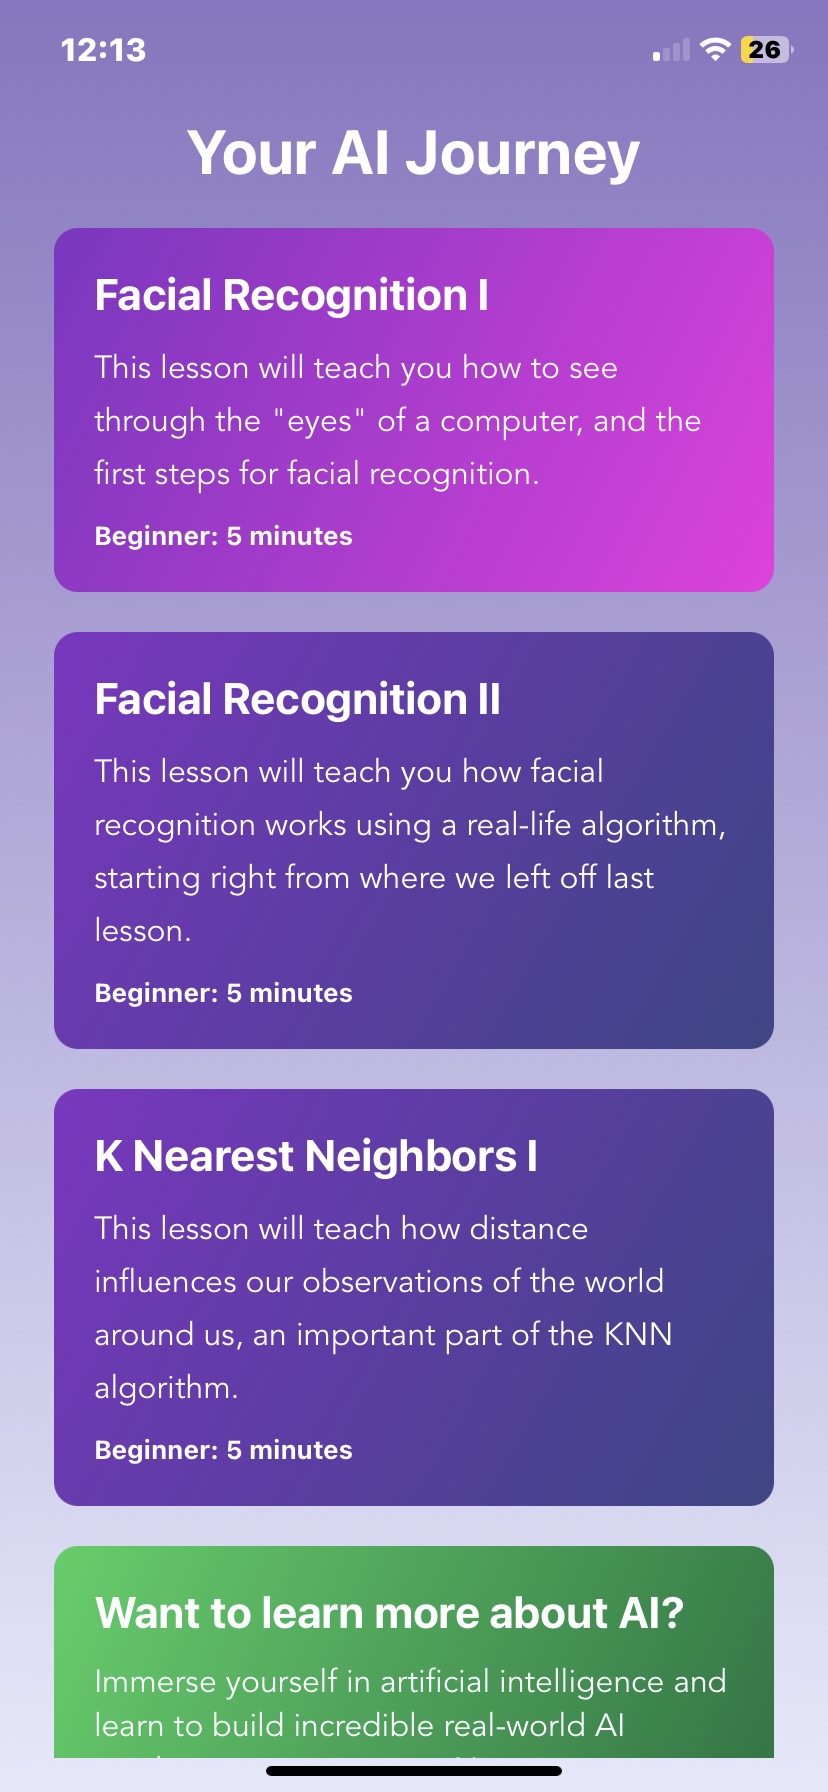 12:13
26
Your AI Journey
Facial Recognition I
This lesson will teach you how to see
through the "eyes" of a computer, and the
first steps for facial recognition.
Beginner: 5 minutes
Facial Recognition II
This lesson will teach you how facial
recognition works using a real-life algorithm,
starting right from where we left off last
lesson.
Beginner: 5 minutes
K Nearest Neighbors I
This lesson will teach how distance
influences our observations of the world
around us, an important part of the KNN
algorithm.
Beginner: 5 minutes
Want to learn more about AI?
Immerse yourself in artificial intelligence and
learn to build incredible real-world AI